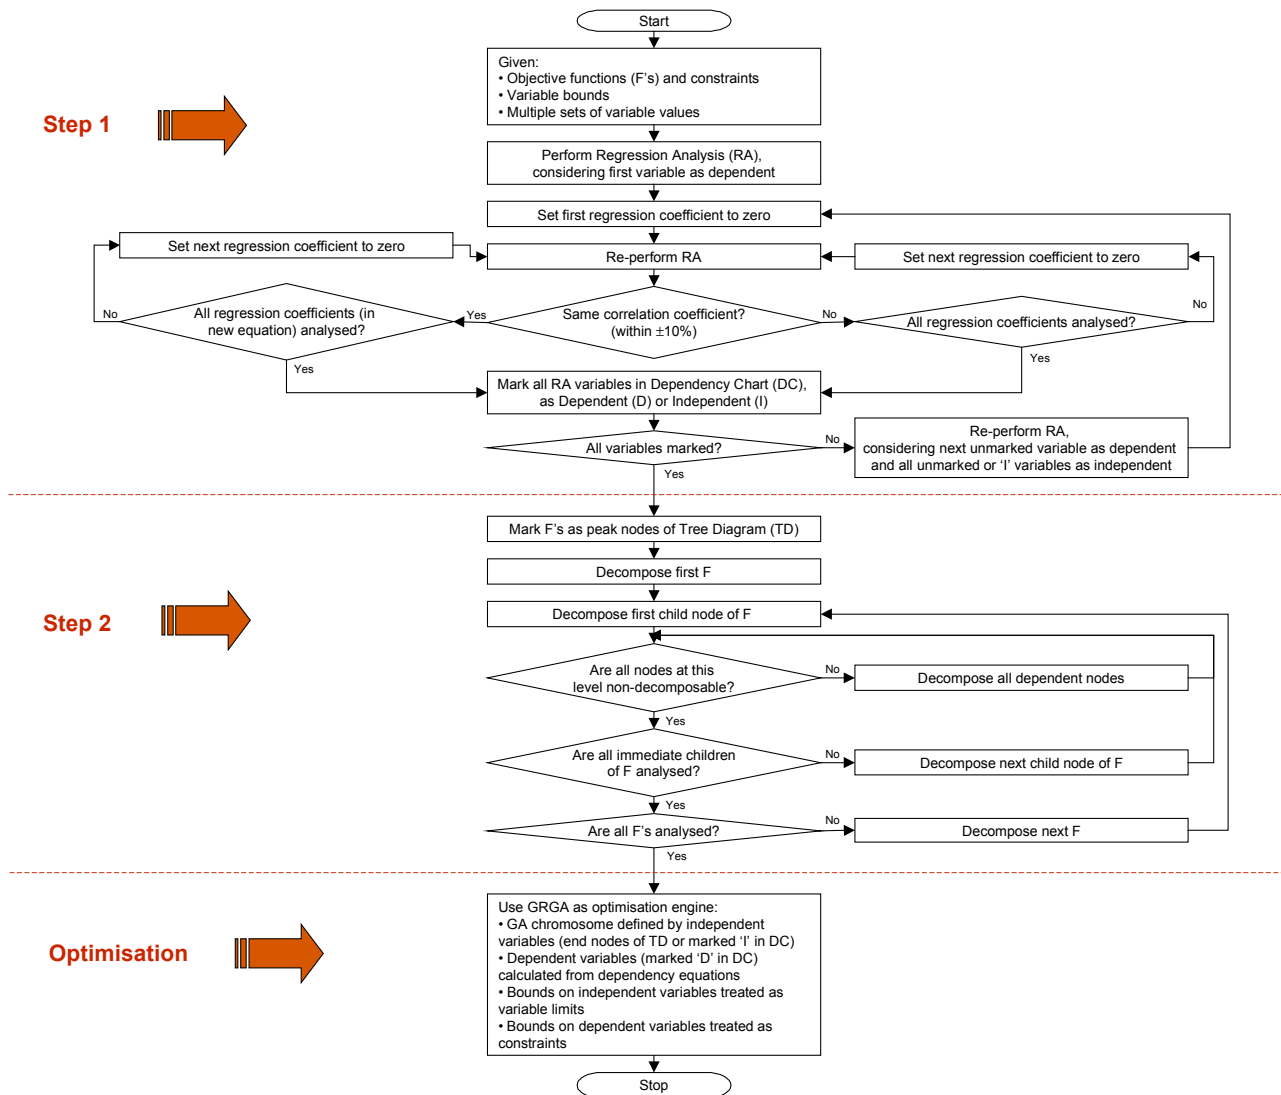 Start
Given:
• Objective functions (F's) and constraints
• Variable bounds
• Multiple sets of variable values
Step 1
Perform Regression Analysis (RA),
considering first variable as dependent
Set first regression coefficient to zero
Set next regression coefficient to zero
Re-perform RA
Set next regression coefficient to zero
No
All regression coefficients (in
new equation) analysed?
Yes
Same correlation coefficient?
(within ±10%)
No
All regression coefficients analysed?
No
Yes
Yes
Mark all RA variables in Dependency Chart (DC),
as Dependent (D) or Independent (I)
All variables marked?
No
Re-perform RA,
considering next unmarked variable as dependent
and all unmarked or 'I' variables as independent
Yes
Mark F's as peak nodes of Tree Diagram (TD)
Decompose first F
Step 2
Decompose first child node of F
Are all nodes at this
level non-decomposable?
No
Decompose all dependent nodes
Yes
Are all immediate children
of F analysed?
No
Decompose next child node of F
Yes
Are all F's analysed?
No
Decompose next F
Yes
Optimisation
Use GRGA as optimisation engine:
• GA chromosome defined by independent
variables (end nodes of TD or marked 'I' in DC)
• Dependent variables (marked 'D' in DC)
calculated from dependency equations
• Bounds on independent variables treated as
variable limits
• Bounds on dependent variables treated as
constraints
Stop